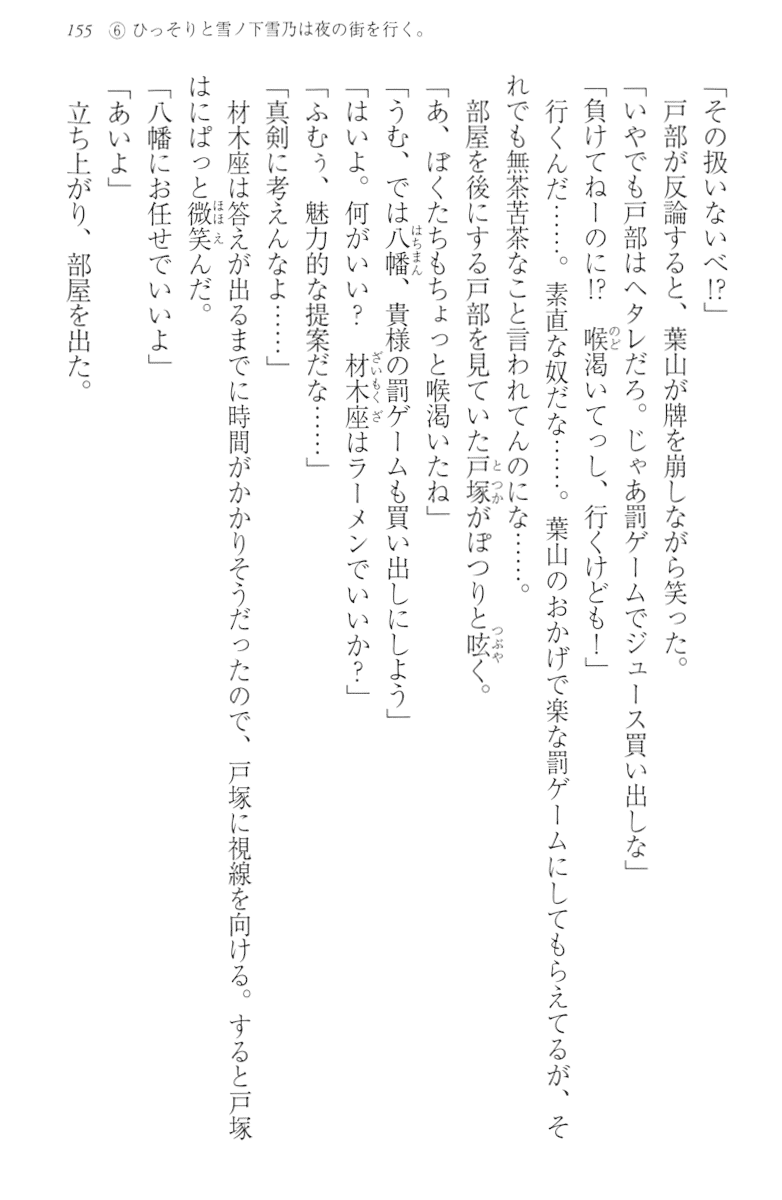 155 ⑥ ひっそりと雪ノ下雪乃は夜の街を行く。
「その扱いないべ!?」
戸部が反論すると、葉山が牌を崩しながら笑った。
「いやでも戸部はヘタレだろ。じゃあ罰ゲームでジュース買い出しな」
「負けてねーのに!? 喉渇いてっし、行くけども！」
行くんだ……。素直な奴だな……。葉山のおかげで楽な罰ゲームにしてもらえてるが、そ
れでも無茶苦茶なこと言われてんのにな……。
部屋を後にする戸部を見ていた戸塚がぽつりと呟く。
「あ、ぼくたちもちょっと喉渇いたね」
「うむ、では八幡、貴様の罰ゲームも買い出しにしよう」
「はいよ。何がいい？ 材木座はラーメンでいいか？」
「ふむぅ、魅力的な提案だな……」
「真剣に考えんなよ……」
材木座は答えが出るまでに時間がかかりそうだったので、戸塚に視線を向ける。すると戸塚
はにぱっと微笑んだ。
「八幡にお任せでいいよ」
「あいよ」
立ち上がり、部屋を出た。